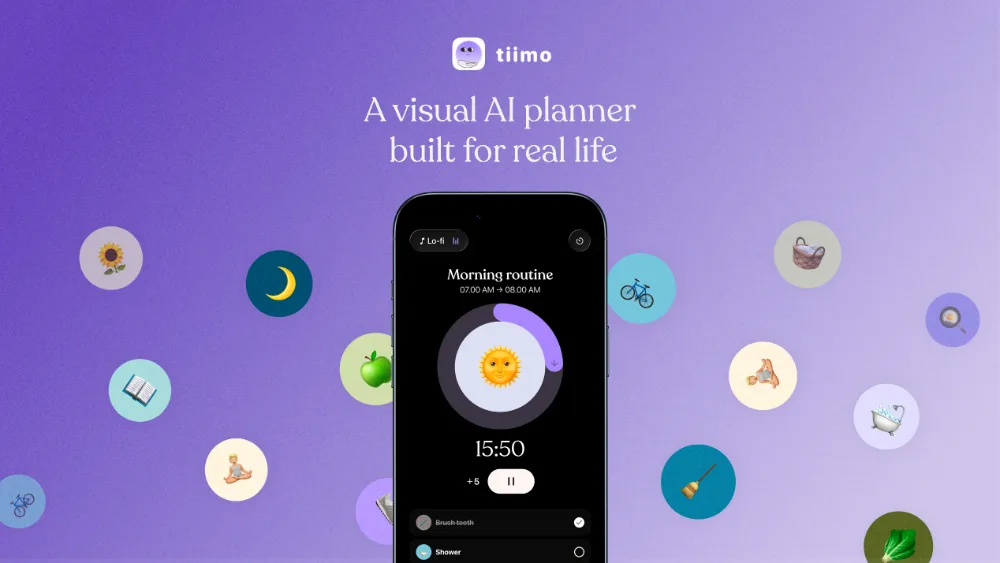 tiimo
A visual AI planner
built for real life
Lo-fi
Morning routine
07.00 AM → 08.00 AM
15:50
+5
Brush teeth
Shower